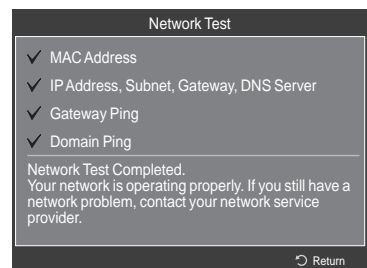 Network Test
MAC Address
IP Address, Subnet, Gateway, DNS Server
Gateway Ping
Domain Ping
Network Test Completed.
Your network is operating properly. If you still have a
network problem, contact your network service
provider.
Return